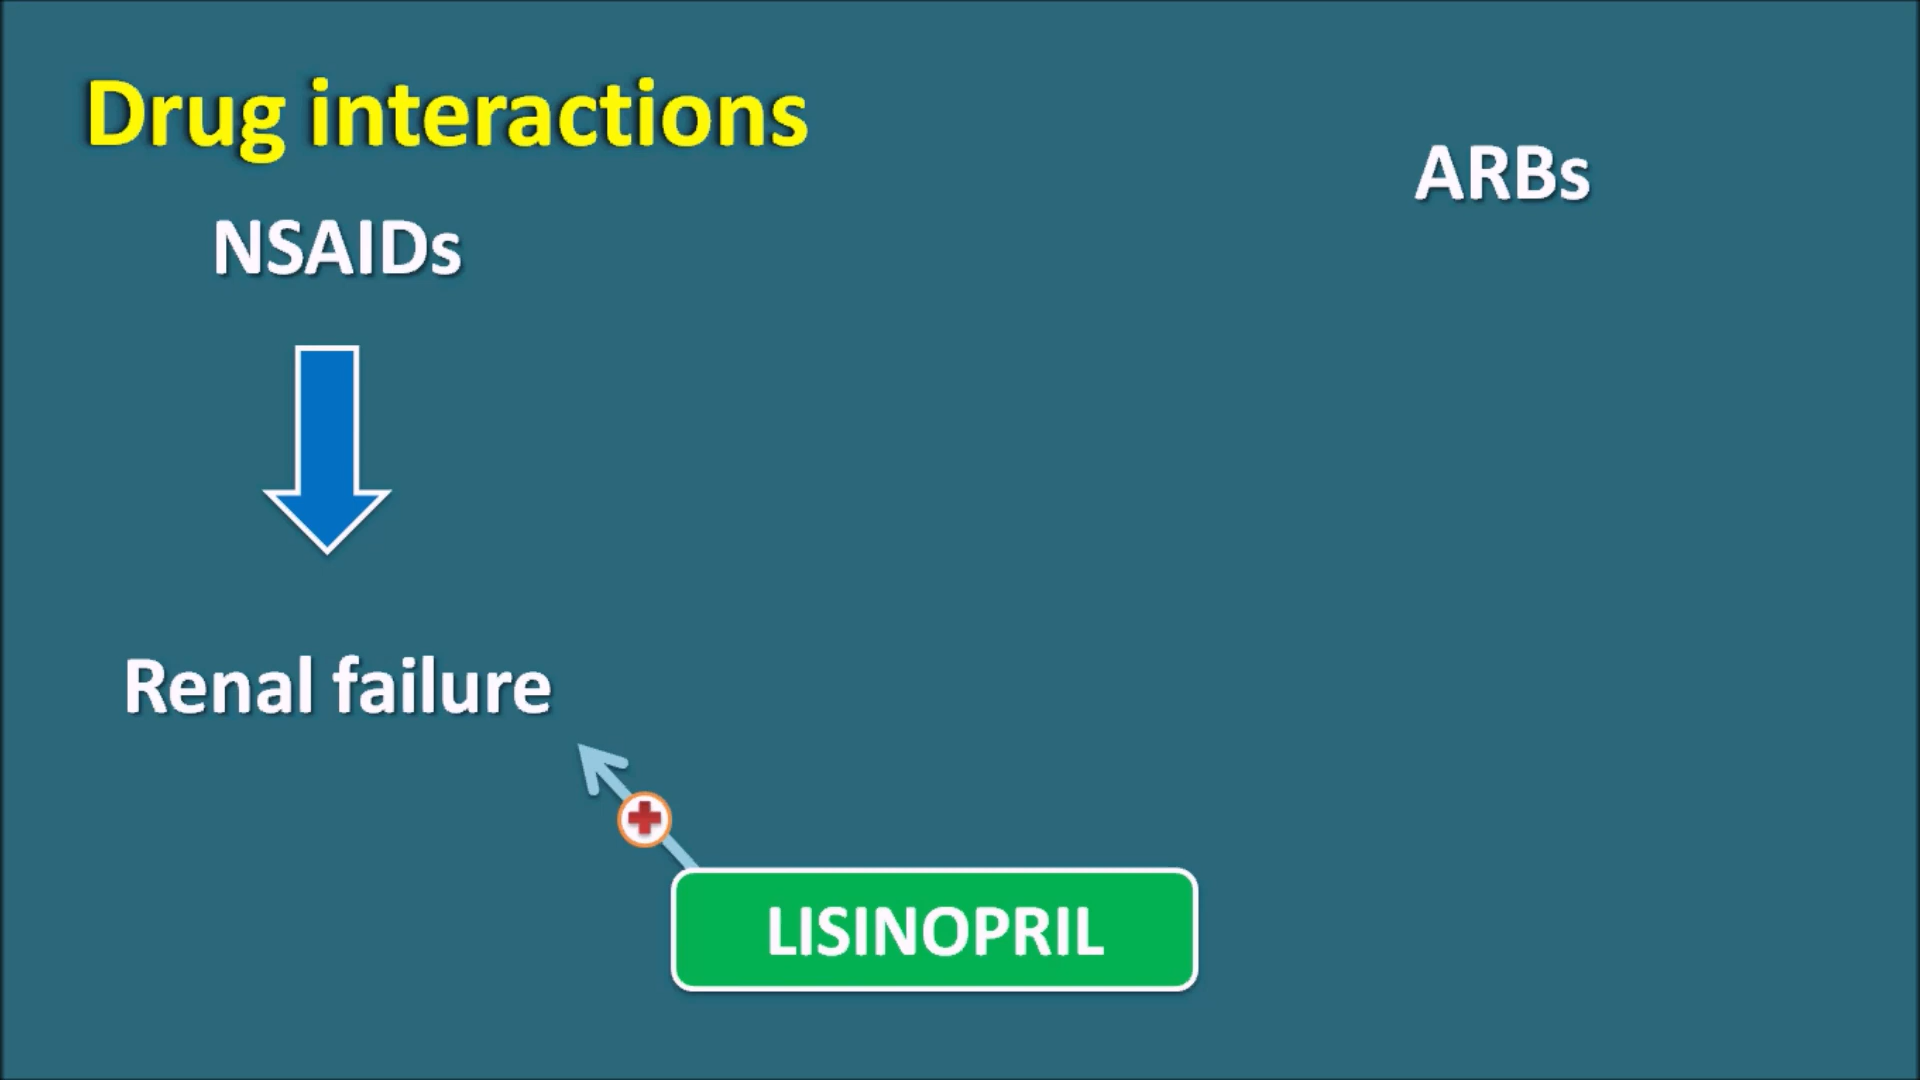 Drug interactions
ARBs
NSAIDs
Renal failure
LISINOPRIL